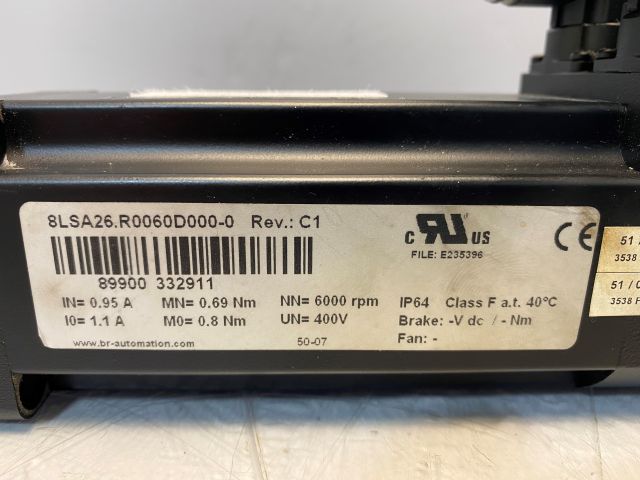 8LSA26.R0060D000-0 Rev.: C1
89900 332911
IN= 0.95 A MN= 0.69 Nm NN= 6000 rpm IP64 Class F a.t. 40°C
I0= 1.1 A M0= 0.8 Nm UN= 400V Brake: -V dc / - Nm
www.br-automation.com 50-07 Fan: -
c RU US
FILE: E235396
CE
51 /
3538
51 / 0
3538 F